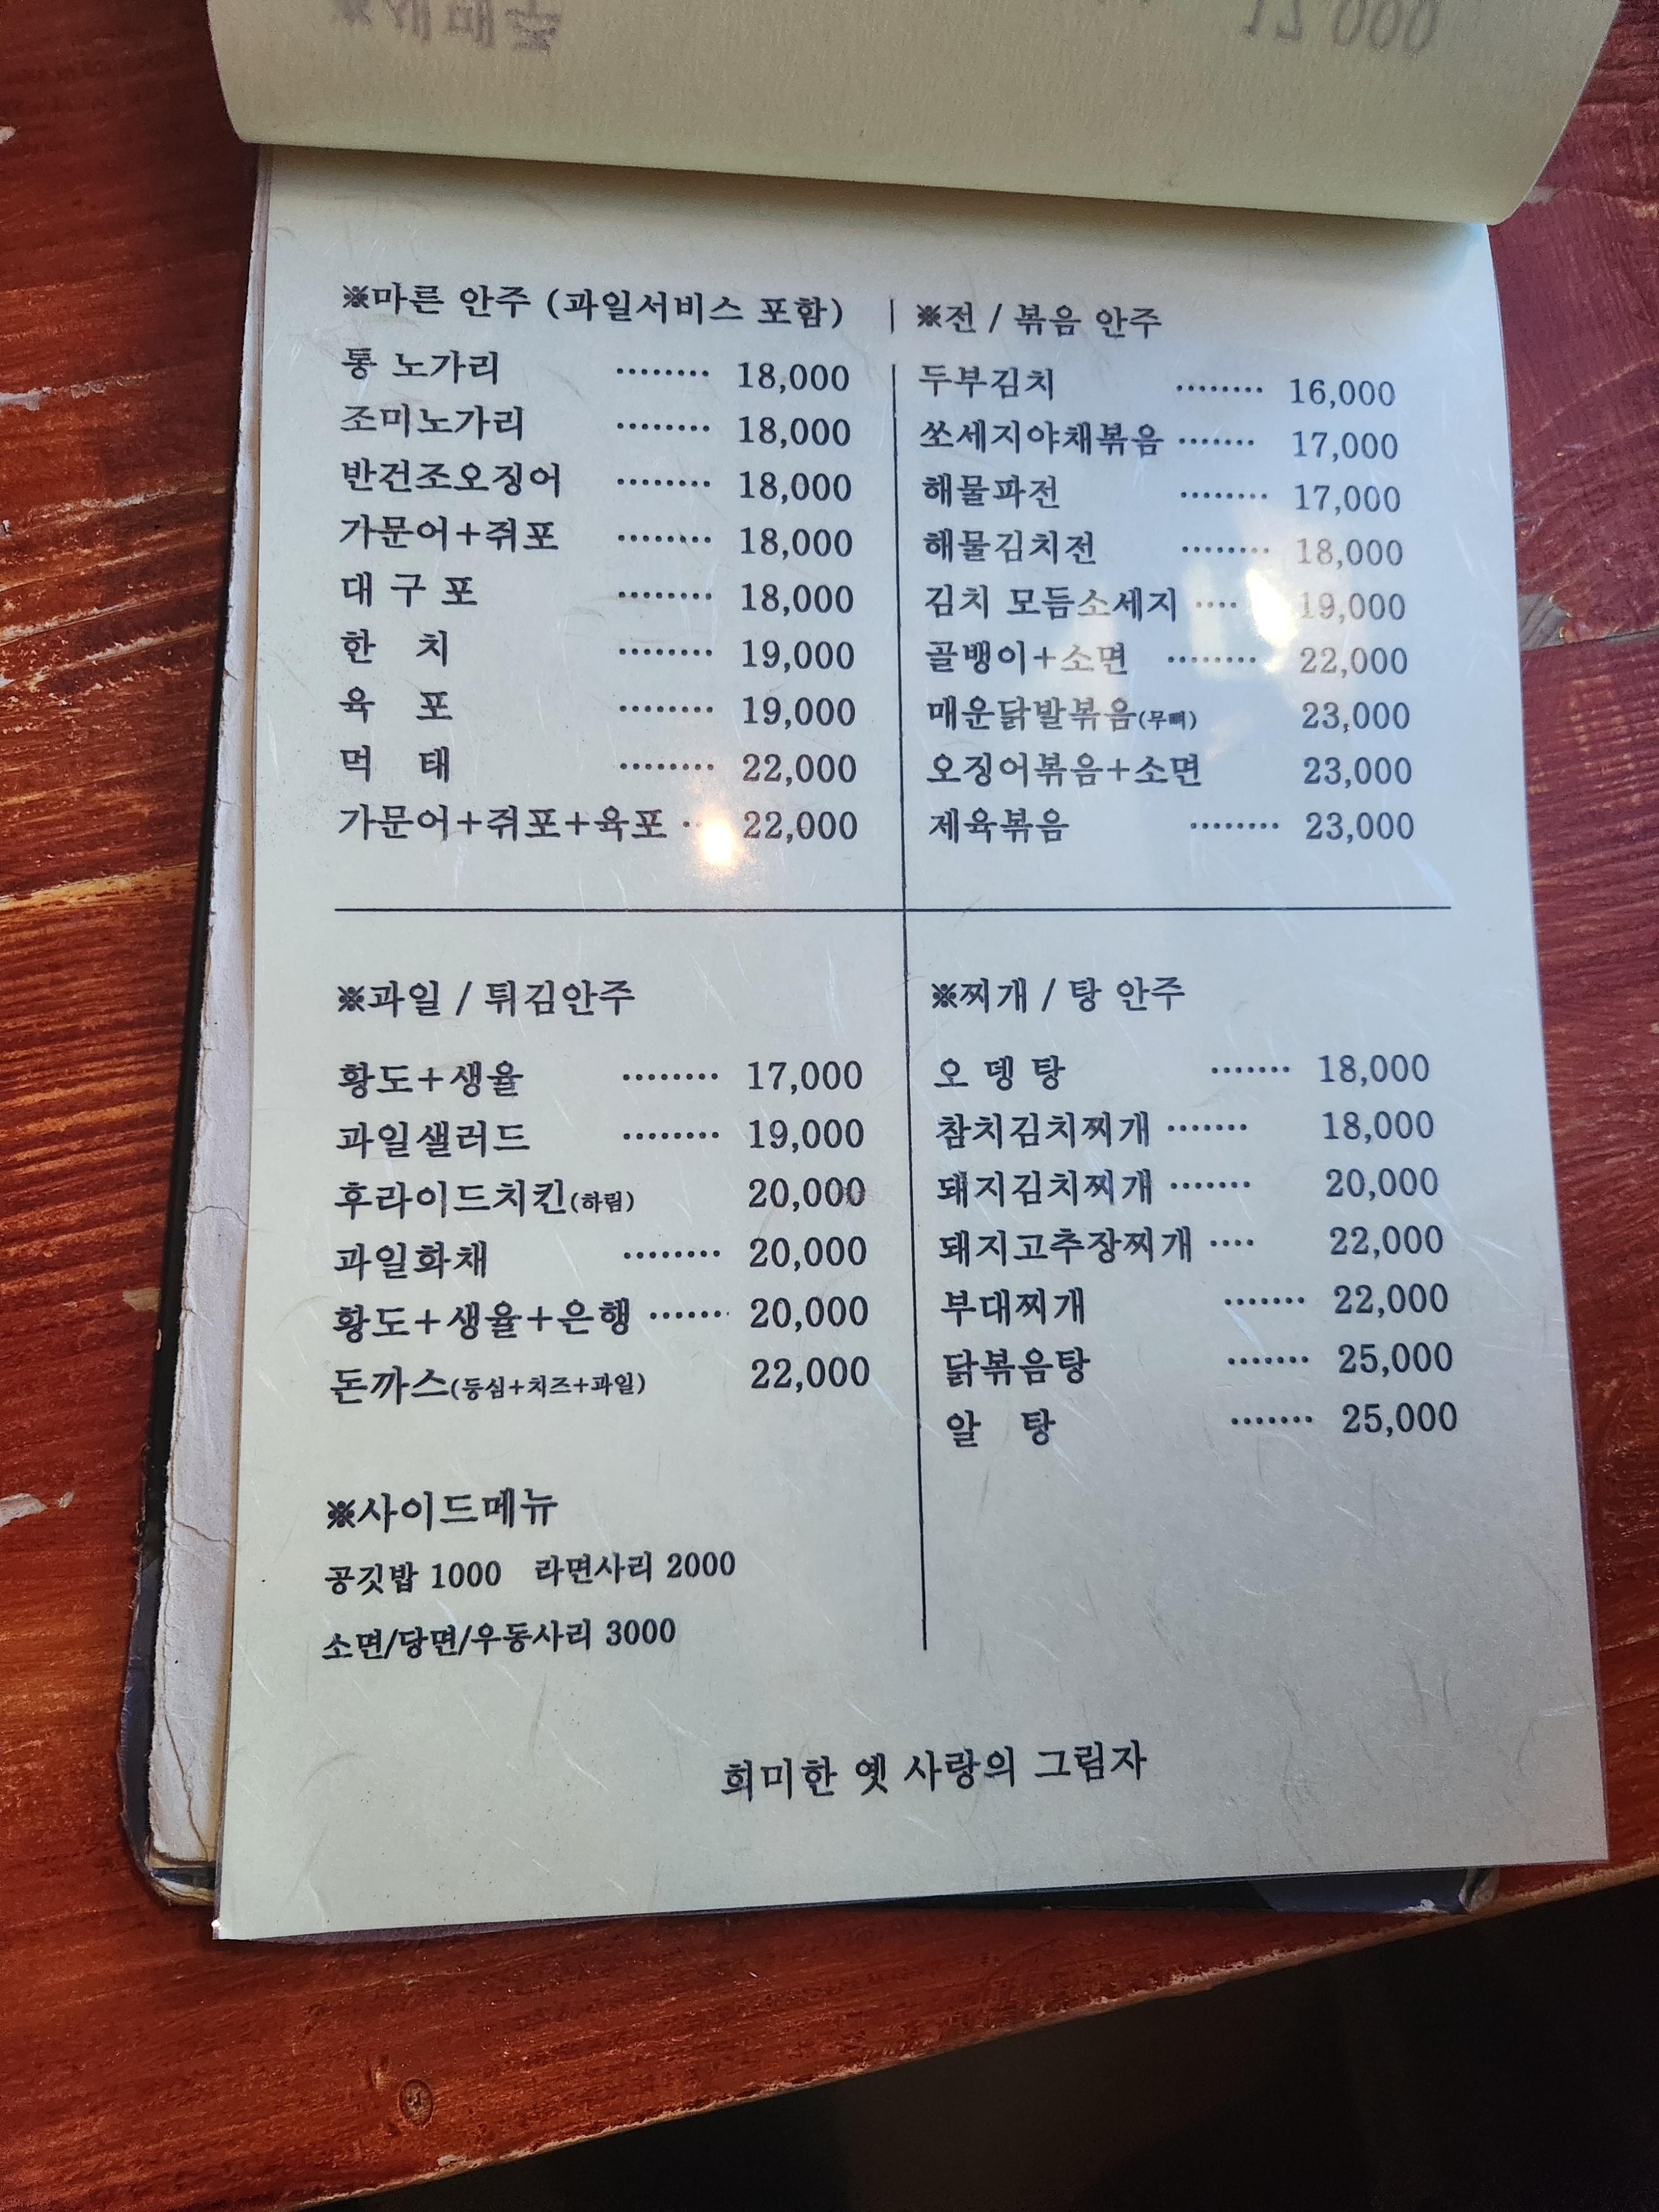 ※마른 안주 (과일서비스 포함)
통 노가리 ········ 18,000
조미노가리 ········ 18,000
반건조오징어 ········ 18,000
가문어+쥐포 ········ 18,000
대 구 포 ········ 18,000
한 치 ········ 19,000
육 포 ········ 19,000
먹 태 ········ 22,000
가문어+쥐포+육포 ·· 22,000
※전 / 볶음 안주
두부김치 ········ 16,000
쏘세지야채볶음 ······· 17,000
해물파전 ········ 17,000
해물김치전 ········ 18,000
김치 모듬소세지 ···· 19,000
골뱅이+소면 ········ 22,000
매운닭발볶음(무뼈) 23,000
오징어볶음+소면 23,000
제육볶음 ········ 23,000
※과일 / 튀김안주
황도+생율 ········ 17,000
과일샐러드 ········ 19,000
후라이드치킨(하림) 20,000
과일화채 ········ 20,000
황도+생율+은행 ······· 20,000
돈까스(등심+치즈+과일) 22,000
※사이드메뉴
공깃밥 1000 라면사리 2000
소면/당면/우동사리 3000
※찌개 / 탕 안주
오 뎅 탕 ······· 18,000
참치김치찌개 ······· 18,000
돼지김치찌개 ······· 20,000
돼지고추장찌개 ···· 22,000
부대찌개 ······· 22,000
닭볶음탕 ······· 25,000
알 탕 ······· 25,000
희미한 옛 사랑의 그림자